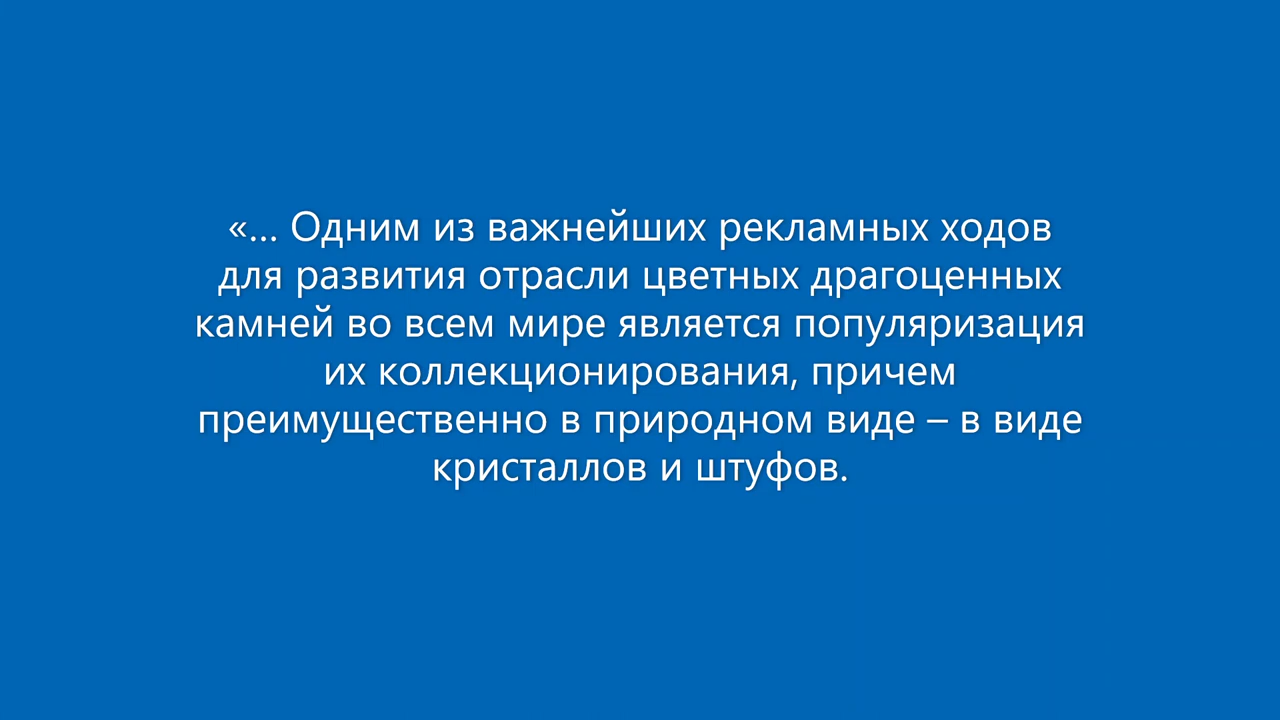 «... Одним из важнейших рекламных ходов
для развития отрасли цветных драгоценных
камней во всем мире является популяризация
их коллекционирования, причем
преимущественно в природном виде – в виде
кристаллов и штуфов.